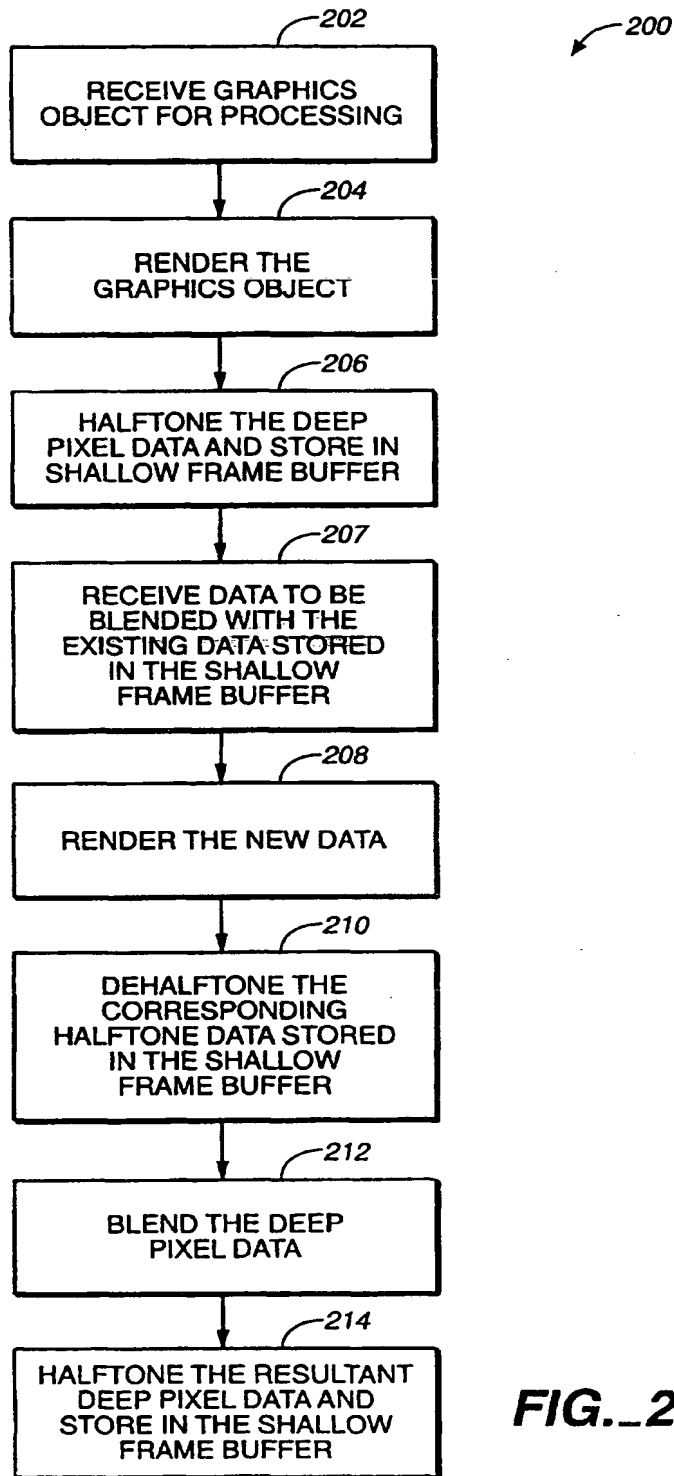 202
200
RECEIVE GRAPHICS
OBJECT FOR PROCESSING
204
RENDER THE
GRAPHICS OBJECT
206
HALFTONE THE DEEP
PIXEL DATA AND STORE IN
SHALLOW FRAME BUFFER
207
RECEIVE DATA TO BE
BLENDED WITH THE
EXISTING DATA STORED
IN THE SHALLOW
FRAME BUFFER
208
RENDER THE NEW DATA
210
DEHALFTONE THE
CORRESPONDING
HALFTONE DATA STORED
IN THE SHALLOW
FRAME BUFFER
212
BLEND THE DEEP
PIXEL DATA
214
HALFTONE THE RESULTANT
DEEP PIXEL DATA AND
STORE IN THE SHALLOW
FRAME BUFFER
FIG._2